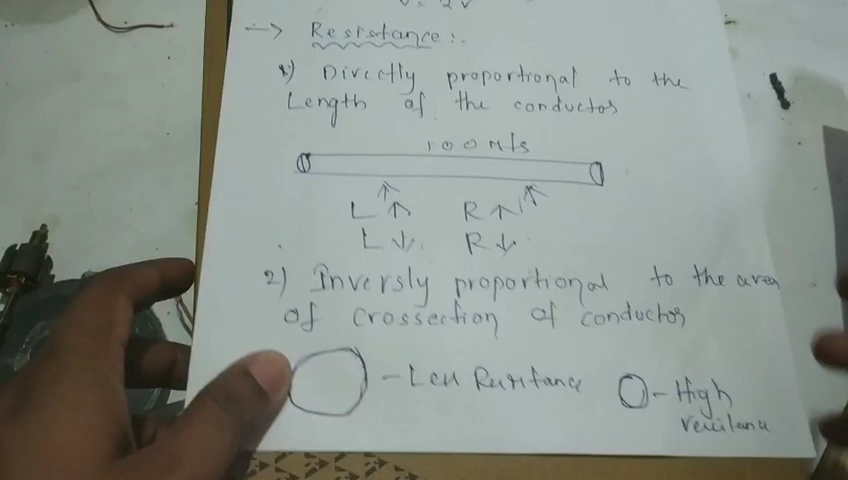 V = 2V
→ Resistance:-
1) Directly proportional to the
Length of the conductor
100 Mts
L ↑ R ↑
L ↓ R ↓
2) Inversly proportional to the area
of crossection of conductor
- Less Resistance
- High
resistance